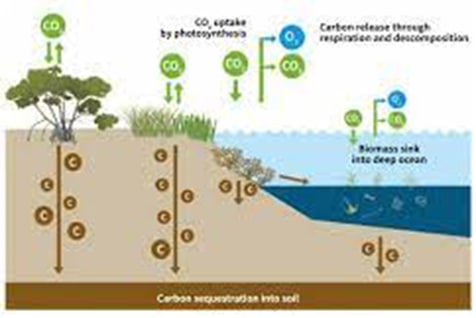 CO₂
CO₂ uptake
by photosynthesis
O₂
Carbon release through
respiration and descomposition
CO₂
CO₂
CO₂
O₂
CO₂
CO₂
Biomass sink
into deep ocean
C
C
C
C
C
C
C
C
C
C
C
C
C
C
Carbon sequestration into soil